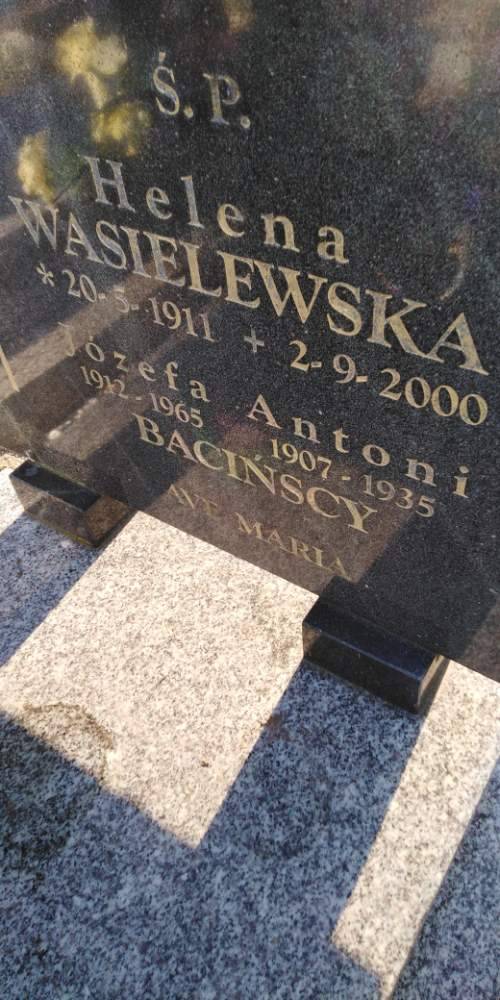 Ś.P.
Helena
WASIELEWSKA
* 20-5-1911 + 2-9-2000
Józefa Antoni
1912-1965 1907-1935
BACIŃSCY
AVE MARIA